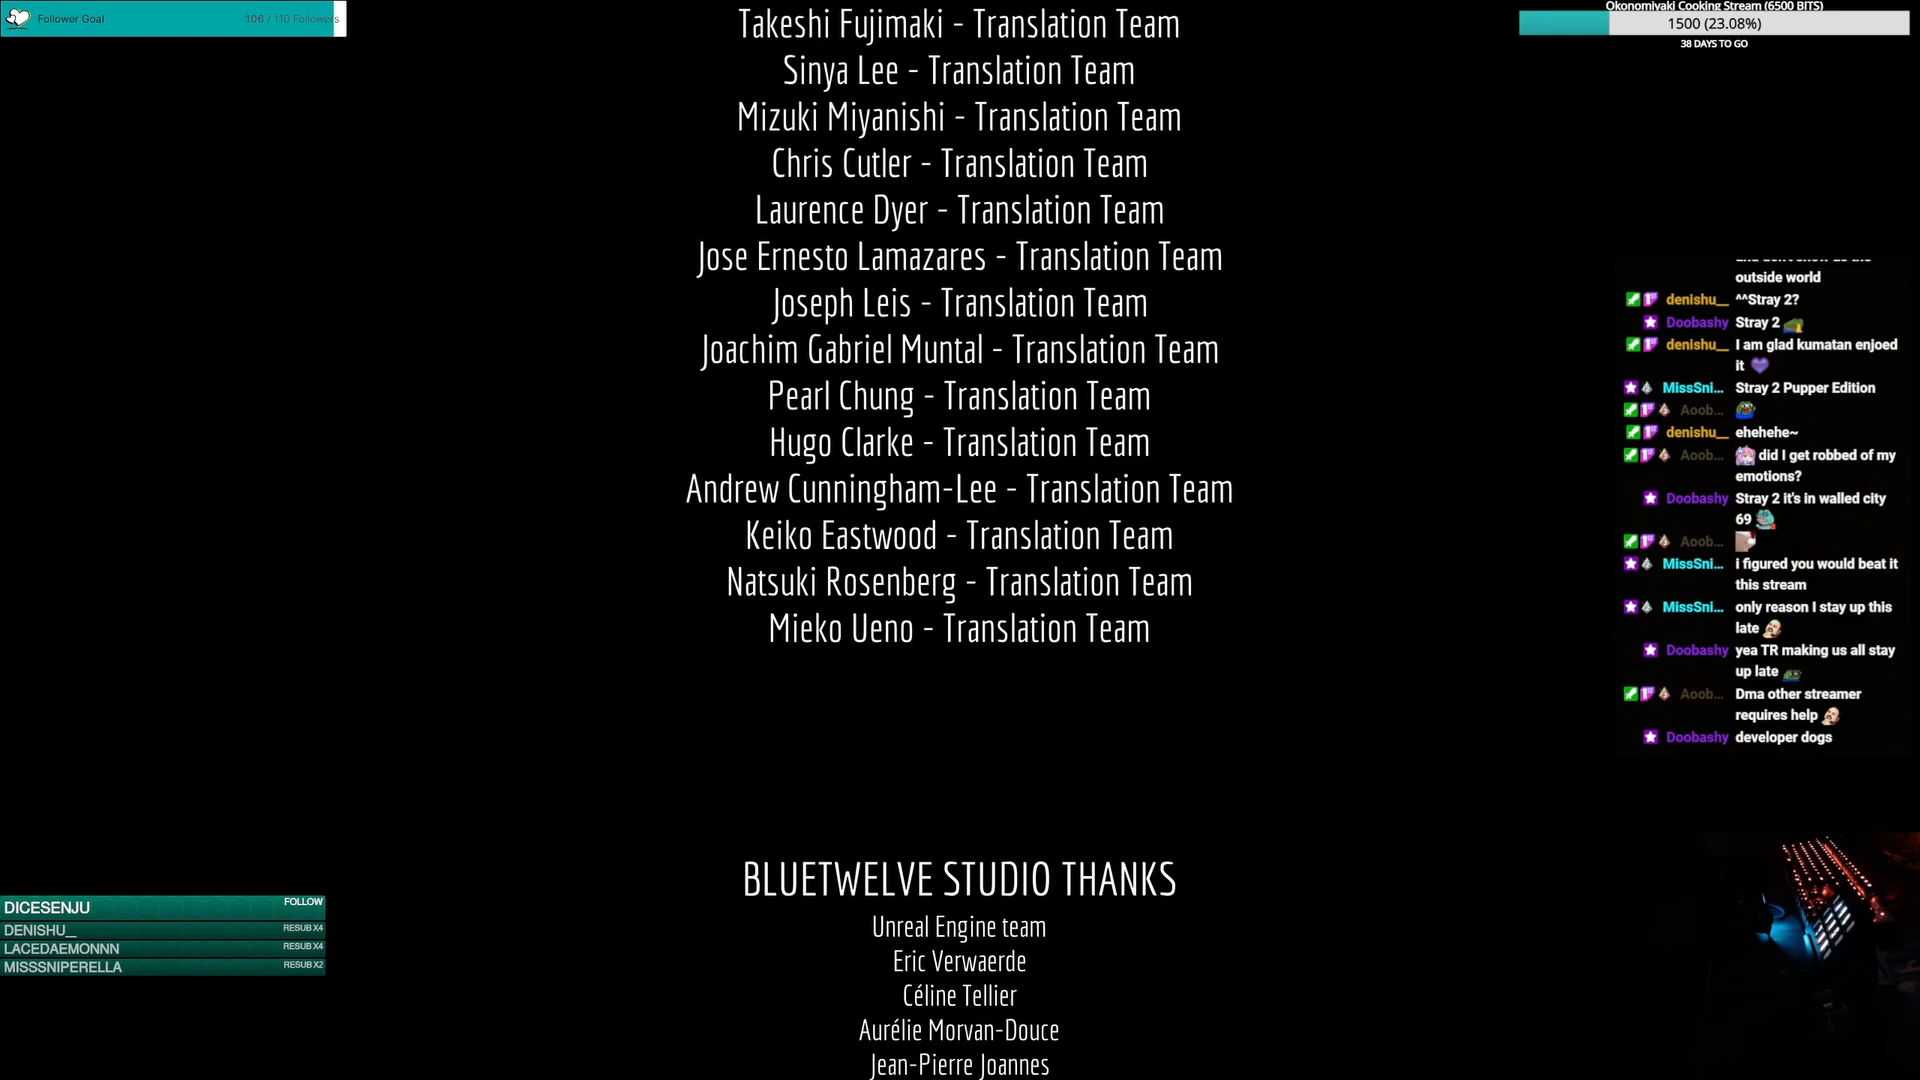 Follower Goal
106 / 110 Followers
Takeshi Fujimaki - Translation Team
Sinya Lee - Translation Team
Mizuki Miyanishi - Translation Team
Chris Cutler - Translation Team
Laurence Dyer - Translation Team
Jose Ernesto Lamazares - Translation Team
Joseph Leis - Translation Team
Joachim Gabriel Muntal - Translation Team
Pearl Chung - Translation Team
Hugo Clarke - Translation Team
Andrew Cunningham-Lee - Translation Team
Keiko Eastwood - Translation Team
Natsuki Rosenberg - Translation Team
Mieko Ueno - Translation Team
BLUETWELVE STUDIO THANKS
Unreal Engine team
Eric Verwaerde
Céline Tellier
Aurélie Morvan-Douce
Jean-Pierre Joannes
Okonomiyaki Cooking Stream (6500 BITS)
1500 (23.08%)
38 DAYS TO GO
outside world
denishu__ ^^Stray 2?
Doobashy Stray 2
denishu__ I am glad kumatan enjoed
it
MissSni... Stray 2 Pupper Edition
Aoob...
denishu__ ehehehe~
Aoob... did I get robbed of my
emotions?
Doobashy Stray 2 it's in walled city
69
Aoob...
MissSni... i figured you would beat it
this stream
MissSni... only reason I stay up this
late
Doobashy yea TR making us all stay
up late
Aoob... Dma other streamer
requires help
Doobashy developer dogs
DICESENJU FOLLOW
DENISHU__ RESUB X4
LACEDAEMONNN RESUB X4
MISSSNIPERELLA RESUB X2